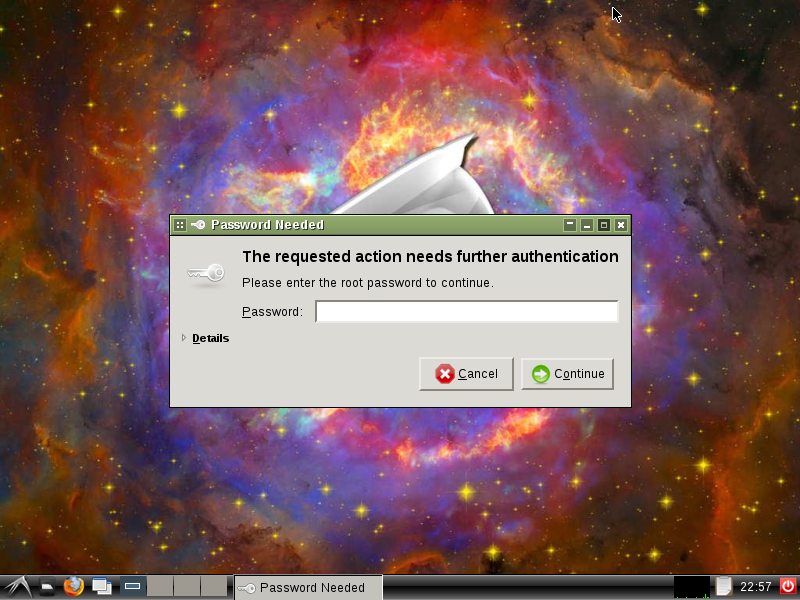 Password Needed
The requested action needs further authentication
Please enter the root password to continue.
Password:
Details
Cancel
Continue
Password Needed
22:57